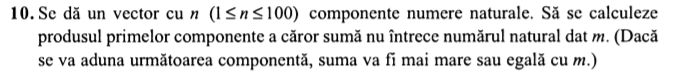 10. Se dă un vector cu n (1 ≤ n ≤ 100) componente numere naturale. Să se calculeze
produsul primelor componente a căror sumă nu întrece numărul natural dat m. (Dacă
se va aduna următoarea componentă, suma va fi mai mare sau egală cu m.)